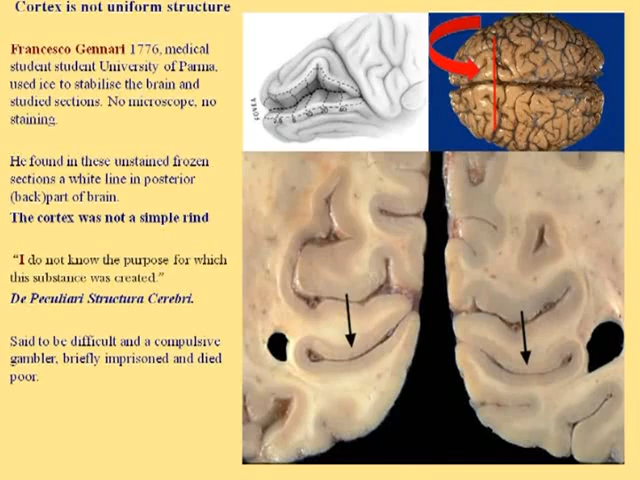 Cortex is not uniform structure
Francesco Gennari 1776, medical
student student University of Parma,
used ice to stabilise the brain and
studied sections. No microscope, no
staining.
He found in these unstained frozen
sections a white line in posterior
(back)part of brain.
The cortex was not a simple rind
"I do not know the purpose for which
this substance was created."
De Peculiari Structura Cerebri.
Said to be difficult and a compulsive
gambler, briefly imprisoned and died
poor.
FOVEA